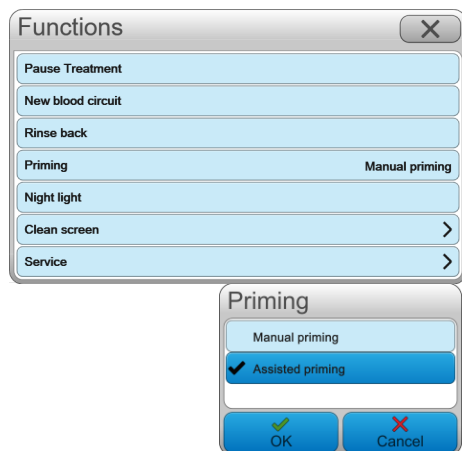 Functions
Pause Treatment
New blood circuit
Rinse back
Priming Manual priming
Night light
Clean screen
Service
Priming
Manual priming
Assisted priming
OK Cancel